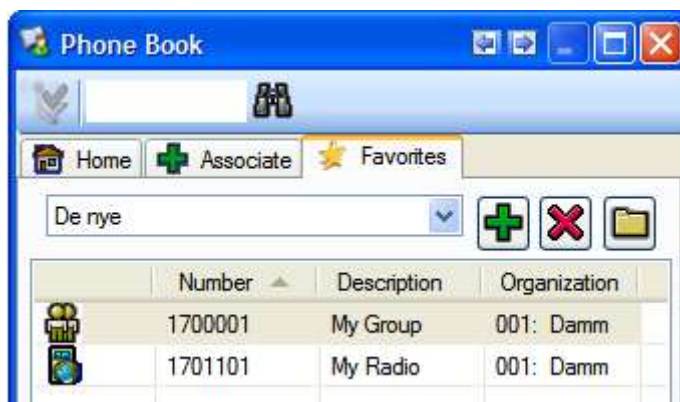 Phone Book
Home Associate Favorites
De nye
Number Description Organization
1700001 My Group 001: Damm
1701101 My Radio 001: Damm